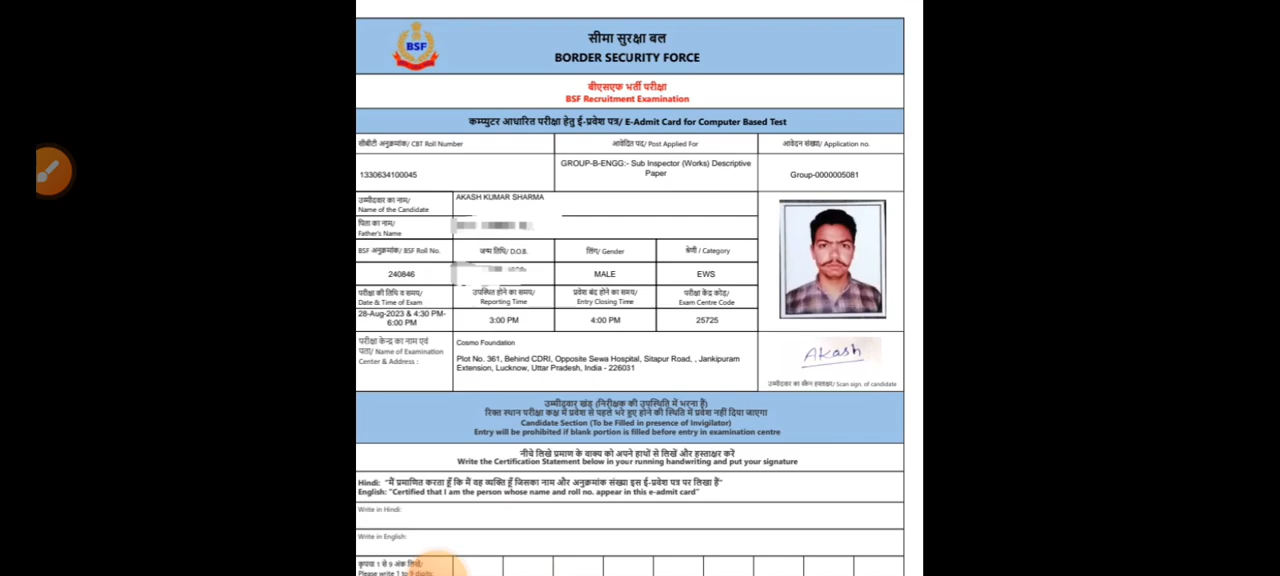 BSF
सीमा सुरक्षा बल
BORDER SECURITY FORCE
बीएसएफ भर्ती परीक्षा
BSF Recruitment Examination
कम्प्युटर आधारित परीक्षा हेतु ई-प्रवेश पत्र/ E-Admit Card for Computer Based Test
सीबीटी अनुक्रमांक/ CBT Roll Number
आवेदित पद/ Post Applied For
आवेदन संख्या/ Application no.
1330634100045
GROUP-B-ENGG:- Sub Inspector (Works) Descriptive
Paper
Group-0000005081
उम्मीदवार का नाम/
Name of the Candidate
AKASH KUMAR SHARMA
पिता का नाम/
Father's Name
BSF अनुक्रमांक/ BSF Roll No.
जन्म तिथि/ D.O.B.
लिंग/ Gender
श्रेणी / Category
240846
MALE
EWS
परीक्षा की तिथि व समय/
Date & Time of Exam
उपस्थित होने का समय/
Reporting Time
प्रवेश बंद होने का समय/
Entry Closing Time
परीक्षा केंद्र कोड/
Exam Centre Code
28-Aug-2023 & 4:30 PM-
6:00 PM
3:00 PM
4:00 PM
25725
परीक्षा केन्द्र का नाम एवं
पता/ Name of Examination
Center & Address :
Cosmo Foundation
Plot No. 361, Behind CDRI, Opposite Sewa Hospital, Sitapur Road, , Jankipuram
Extension, Lucknow, Uttar Pradesh, India - 226031
Akash
उम्मीदवार का स्कैन हस्ताक्षर/ Scan sign. of candidate
उम्मीदवार खंड (निरीक्षक की उपस्थिति में भरना है)
रिक्त स्थान परीक्षा कक्ष में प्रवेश से पहले भरे हुए होने की स्थिति में प्रवेश नहीं दिया जाएगा
Candidate Section (To be Filled in presence of Invigilator)
Entry will be prohibited if blank portion is filled before entry in examination centre
नीचे लिखे प्रमाण के वाक्य को अपने हाथों से लिखें और हस्ताक्षर करें
Write the Certification Statement below in your running handwriting and put your signature
Hindi: "मैं प्रमाणित करता हूँ कि मैं वह व्यक्ति हूँ जिसका नाम और अनुक्रमांक संख्या इस ई-प्रवेश पत्र पर लिखा हैं"
English: "Certified that I am the person whose name and roll no. appear in this e-admit card"
Write in Hindi:
Write in English:
कृपया 1 से 9 अंक लिखें/
Please write 1 to 9 digits: